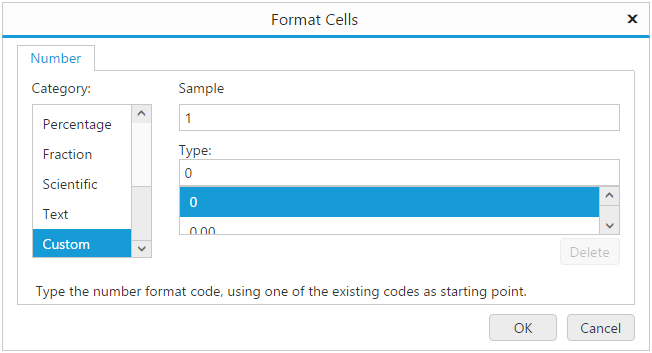 Format Cells
Number
Category:
Percentage
Fraction
Scientific
Text
Custom
Sample
1
Type:
0
0
0.00
Delete
Type the number format code, using one of the existing codes as starting point.
OK Cancel